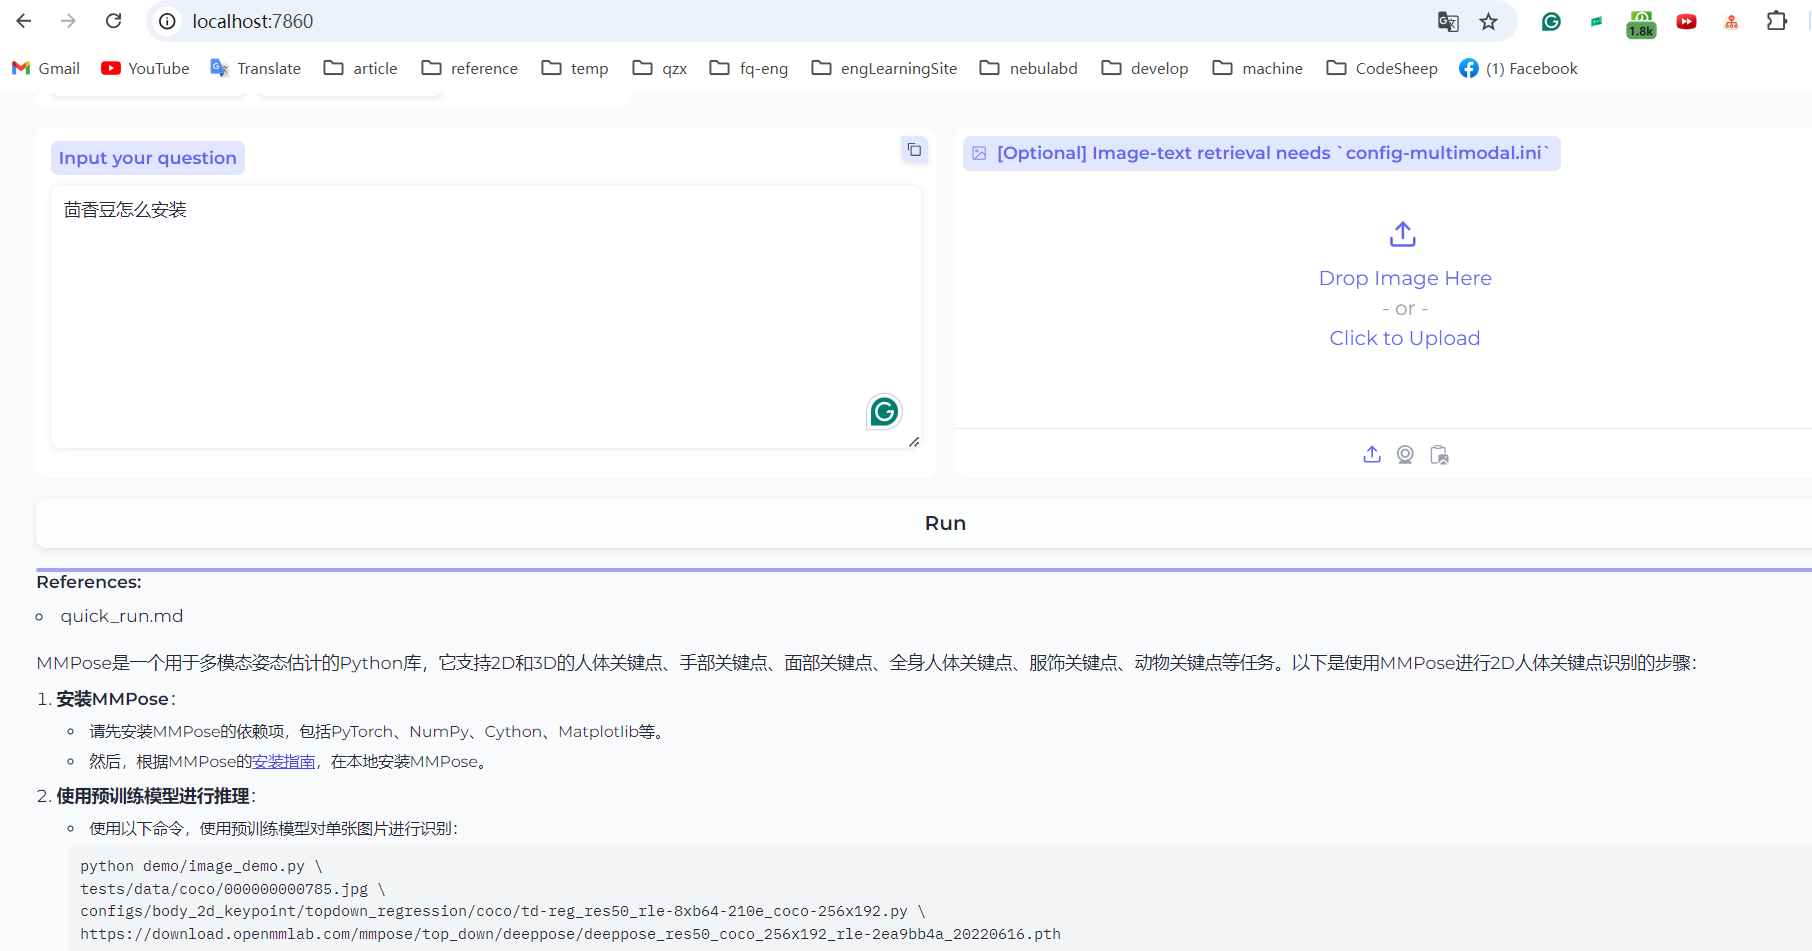 localhost:7860
1.8k
Gmail YouTube Translate article reference temp qzx fq-eng engLearningSite nebulabd develop machine CodeSheep (1) Facebook
Input your question
茴香豆怎么安装
[Optional] Image-text retrieval needs `config-multimodal.ini`
Drop Image Here
- or -
Click to Upload
Run
References:
quick_run.md
MMPose是一个用于多模态姿态估计的Python库，它支持2D和3D的人体关键点、手部关键点、面部关键点、全身人体关键点、服饰关键点、动物关键点等任务。以下是使用MMPose进行2D人体关键点识别的步骤：
1. 安装MMPose：
请先安装MMPose的依赖项，包括PyTorch、NumPy、Cython、Matplotlib等。
然后，根据MMPose的安装指南，在本地安装MMPose。
2. 使用预训练模型进行推理：
使用以下命令，使用预训练模型对单张图片进行识别：
python demo/image_demo.py \
tests/data/coco/000000000785.jpg \
configs/body_2d_keypoint/topdown_regression/coco/td-reg_res50_rle-8xb64-210e_coco-256x192.py \
https://download.openmmlab.com/mmpose/top_down/deeppose/deeppose_res50_coco_256x192_rle-2ea9bb4a_20220616.pth